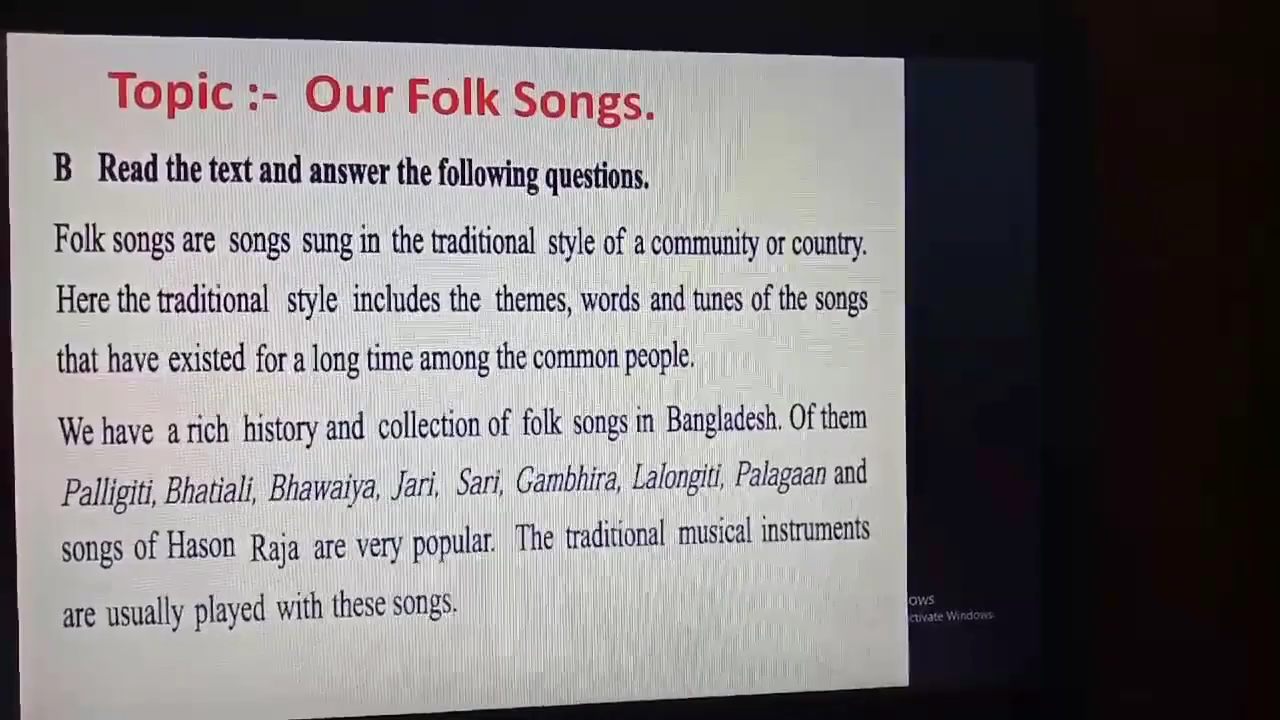 Topic :- Our Folk Songs.
B Read the text and answer the following questions.
Folk songs are songs sung in the traditional style of a community or country.
Here the traditional style includes the themes, words and tunes of the songs
that have existed for a long time among the common people.
We have a rich history and collection of folk songs in Bangladesh. Of them
Palligiti, Bhatiali, Bhawaiya, Jari, Sari, Gambhira, Lalongiti, Palagaan and
songs of Hason Raja are very popular. The traditional musical instruments
are usually played with these songs.
ows
ctivate Windows